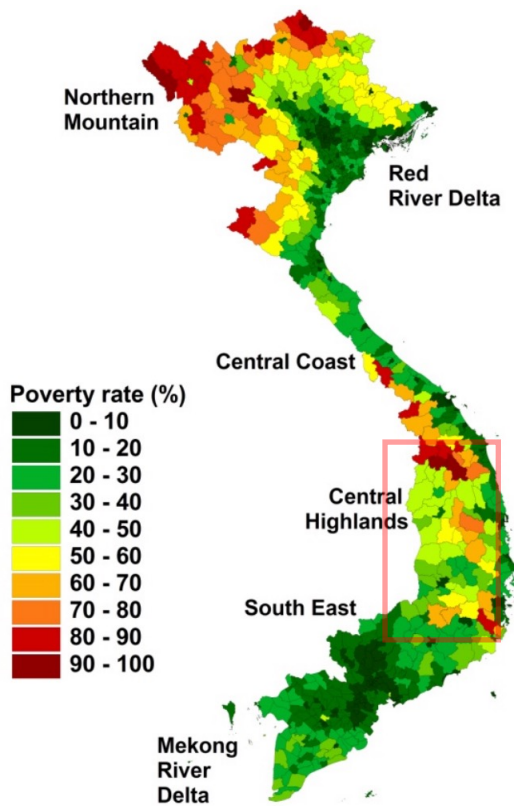 Northern
Mountain
Red
River Delta
Central Coast
Poverty rate (%)
0 - 10
10 - 20
20 - 30
30 - 40
40 - 50
50 - 60
60 - 70
70 - 80
80 - 90
90 - 100
Central
Highlands
South East
Mekong
River
Delta